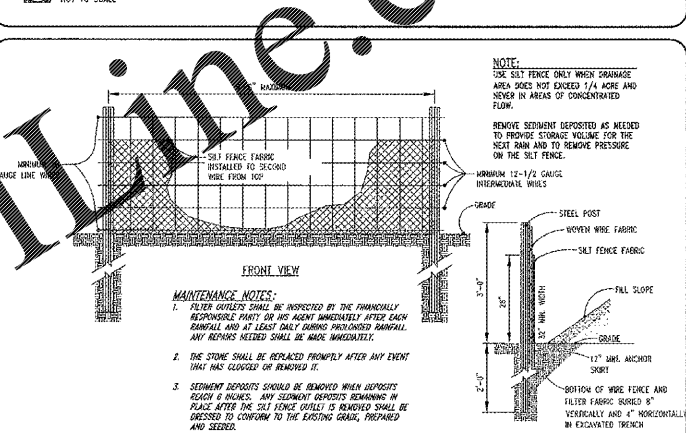 NOT TO SCALE
MAXIMUM
NOTE:
USE SILT FENCE ONLY WHEN DRAINAGE
AREA DOES NOT EXCEED 1/4 ACRE AND
NEVER IN AREAS OF CONCENTRATED
FLOW.
REMOVE SEDIMENT DEPOSITED AS NEEDED
TO PROVIDE STORAGE VOLUME FOR THE
NEXT RAIN AND TO REMOVE PRESSURE
ON THE SILT FENCE.
Line.
SILT FENCE FABRIC
INSTALLED TO SECOND
WIRE FROM TOP
MINIMUM
GAUGE LINE WIRES
MINIMUM 12-1/2 GAUGE
INTERMEDIATE WIRES
GRADE
FRONT VIEW
STEEL POST
WOVEN WIRE FABRIC
SILT FENCE FABRIC
FILL SLOPE
GRADE
12" MIN. ANCHOR
SKIRT
3'-0"
28"
32" MIN. WIDTH
2'-0"
BOTTOM OF WIRE FENCE AND
FILTER FABRIC BURIED 8"
VERTICALLY AND 4" HORIZONTALLY
IN EXCAVATED TRENCH
MAINTENANCE NOTES:
1. FILTER OUTLETS SHALL BE INSPECTED BY THE FINANCIALLY
RESPONSIBLE PARTY OR HIS AGENT IMMEDIATELY AFTER EACH
RAINFALL AND AT LEAST DAILY DURING PROLONGED RAINFALL.
ANY REPAIRS NEEDED SHALL BE MADE IMMEDIATELY.
2. THE STONE SHALL BE REPLACED PROMPTLY AFTER ANY EVENT
THAT HAS CLOGGED OR REMOVED IT.
3. SEDIMENT DEPOSITS SHOULD BE REMOVED WHEN DEPOSITS
REACH 6 INCHES. ANY SEDIMENT DEPOSITS REMAINING IN
PLACE AFTER THE SILT FENCE OUTLET IS REMOVED SHALL BE
DRESSED TO CONFORM TO THE EXISTING GRADE, PREPARED
AND SEEDED.